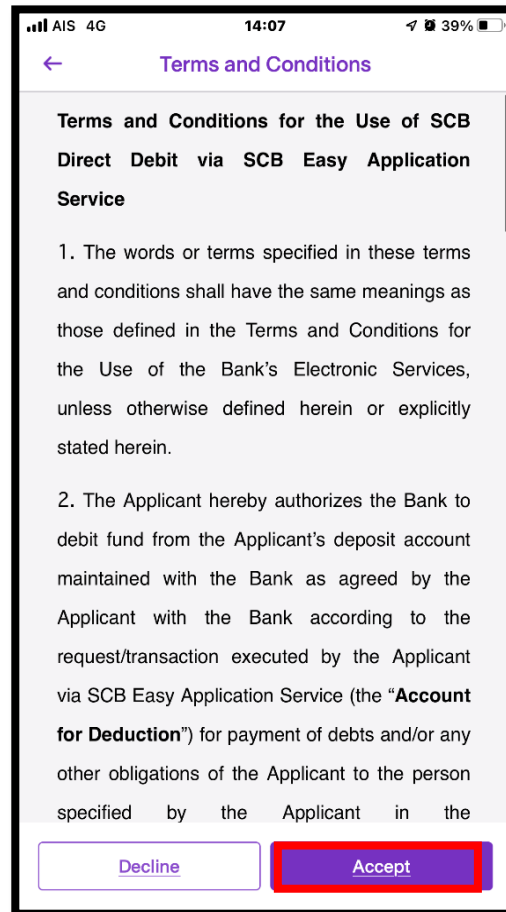 AIS 4G 14:07 39%
Terms and Conditions
Terms and Conditions for the Use of SCB
Direct Debit via SCB Easy Application
Service
1. The words or terms specified in these terms
and conditions shall have the same meanings as
those defined in the Terms and Conditions for
the Use of the Bank's Electronic Services,
unless otherwise defined herein or explicitly
stated herein.
2. The Applicant hereby authorizes the Bank to
debit fund from the Applicant's deposit account
maintained with the Bank as agreed by the
Applicant with the Bank according to the
request/transaction executed by the Applicant
via SCB Easy Application Service (the “Account
for Deduction”) for payment of debts and/or any
other obligations of the Applicant to the person
specified by the Applicant in the
Decline Accept